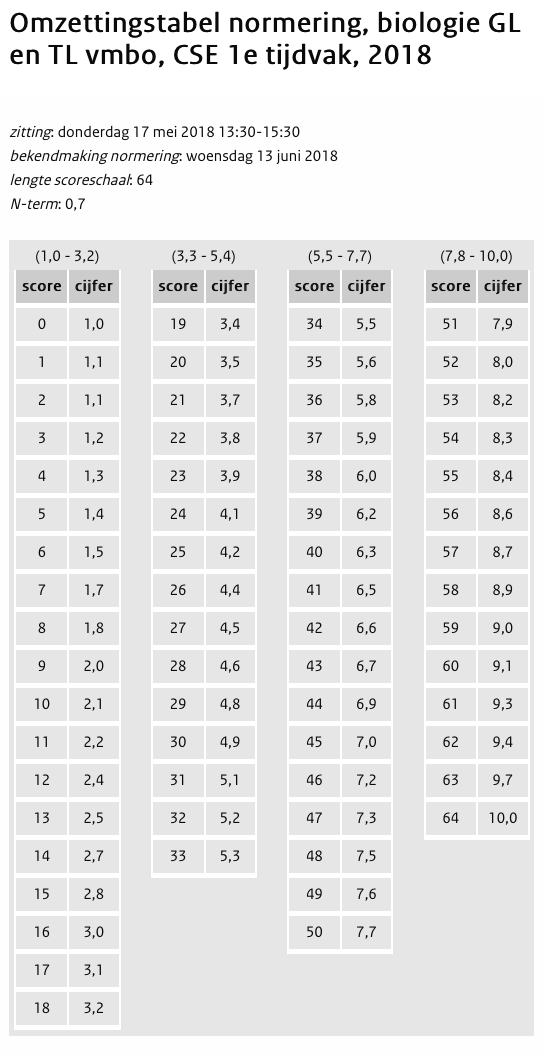 Omzettingstabel normering, biologie GL
en TL vmbo, CSE 1e tijdvak, 2018
zitting: donderdag 17 mei 2018 13:30-15:30
bekendmaking normering: woensdag 13 juni 2018
lengte scoreschaal: 64
N-term: 0,7
(1,0 - 3,2) (3,3 - 5,4) (5,5 - 7,7) (7,8 - 10,0)
score cijfer score cijfer score cijfer score cijfer
0 1,0 19 3,4 34 5,5 51 7,9
1 1,1 20 3,5 35 5,6 52 8,0
2 1,1 21 3,7 36 5,8 53 8,2
3 1,2 22 3,8 37 5,9 54 8,3
4 1,3 23 3,9 38 6,0 55 8,4
5 1,4 24 4,1 39 6,2 56 8,6
6 1,5 25 4,2 40 6,3 57 8,7
7 1,7 26 4,4 41 6,5 58 8,9
8 1,8 27 4,5 42 6,6 59 9,0
9 2,0 28 4,6 43 6,7 60 9,1
10 2,1 29 4,8 44 6,9 61 9,3
11 2,2 30 4,9 45 7,0 62 9,4
12 2,4 31 5,1 46 7,2 63 9,7
13 2,5 32 5,2 47 7,3 64 10,0
14 2,7 33 5,3 48 7,5
15 2,8 49 7,6
16 3,0 50 7,7
17 3,1
18 3,2